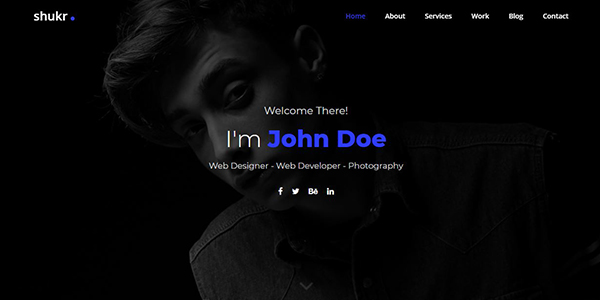 shukr.
Home About Services Work Blog Contact
Welcome There!
I'm John Doe
Web Designer - Web Developer - Photography